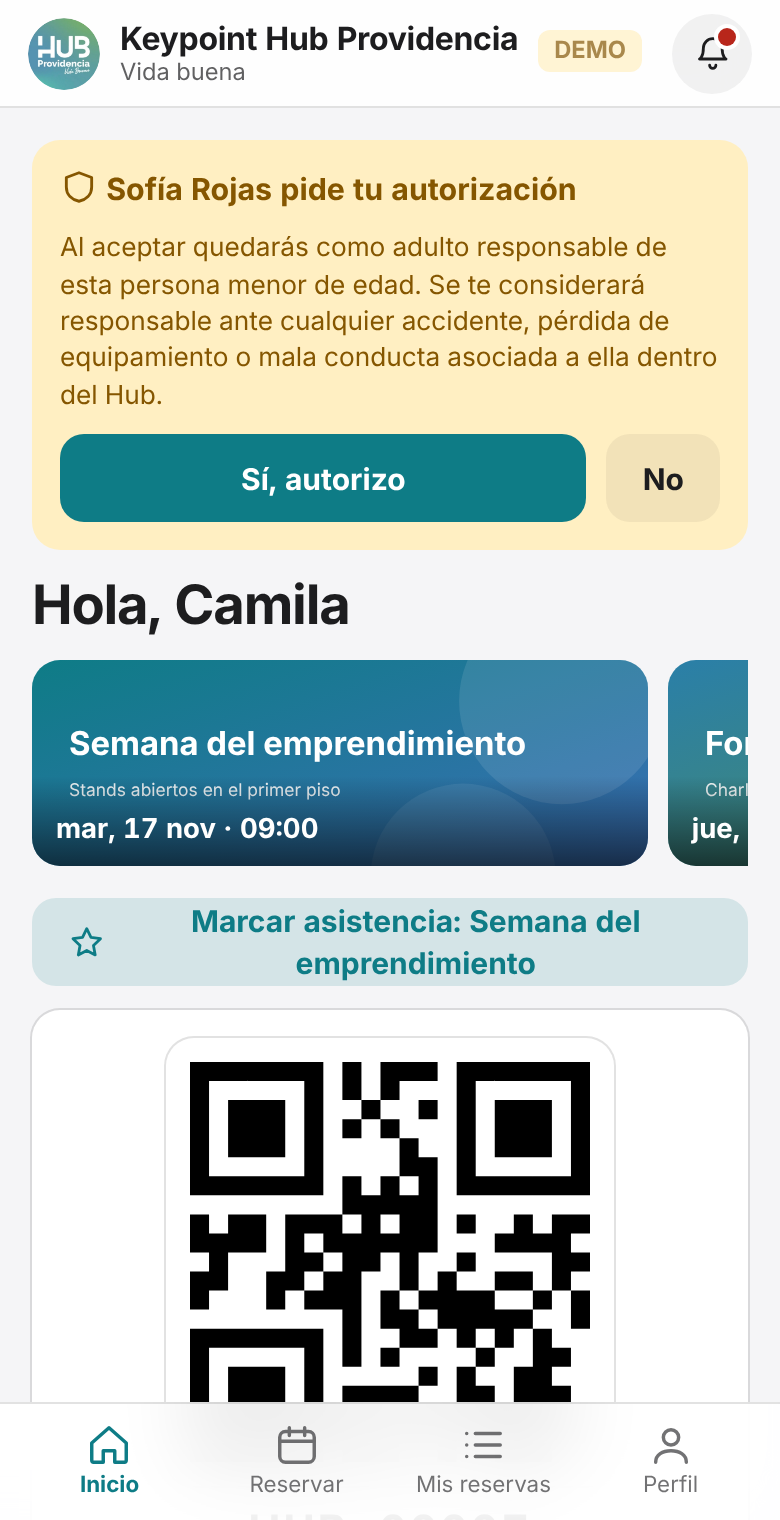 HUB
Providencia
Vida Buena
Keypoint Hub Providencia
Vida buena
DEMO
Sofía Rojas pide tu autorización
Al aceptar quedarás como adulto responsable de
esta persona menor de edad. Se te considerará
responsable ante cualquier accidente, pérdida de
equipamiento o mala conducta asociada a ella dentro
del Hub.
Sí, autorizo
No
Hola, Camila
Semana del emprendimiento
Stands abiertos en el primer piso
mar, 17 nov · 09:00
jue,
Marcar asistencia: Semana del
emprendimiento
Inicio
Reservar
Mis reservas
Perfil